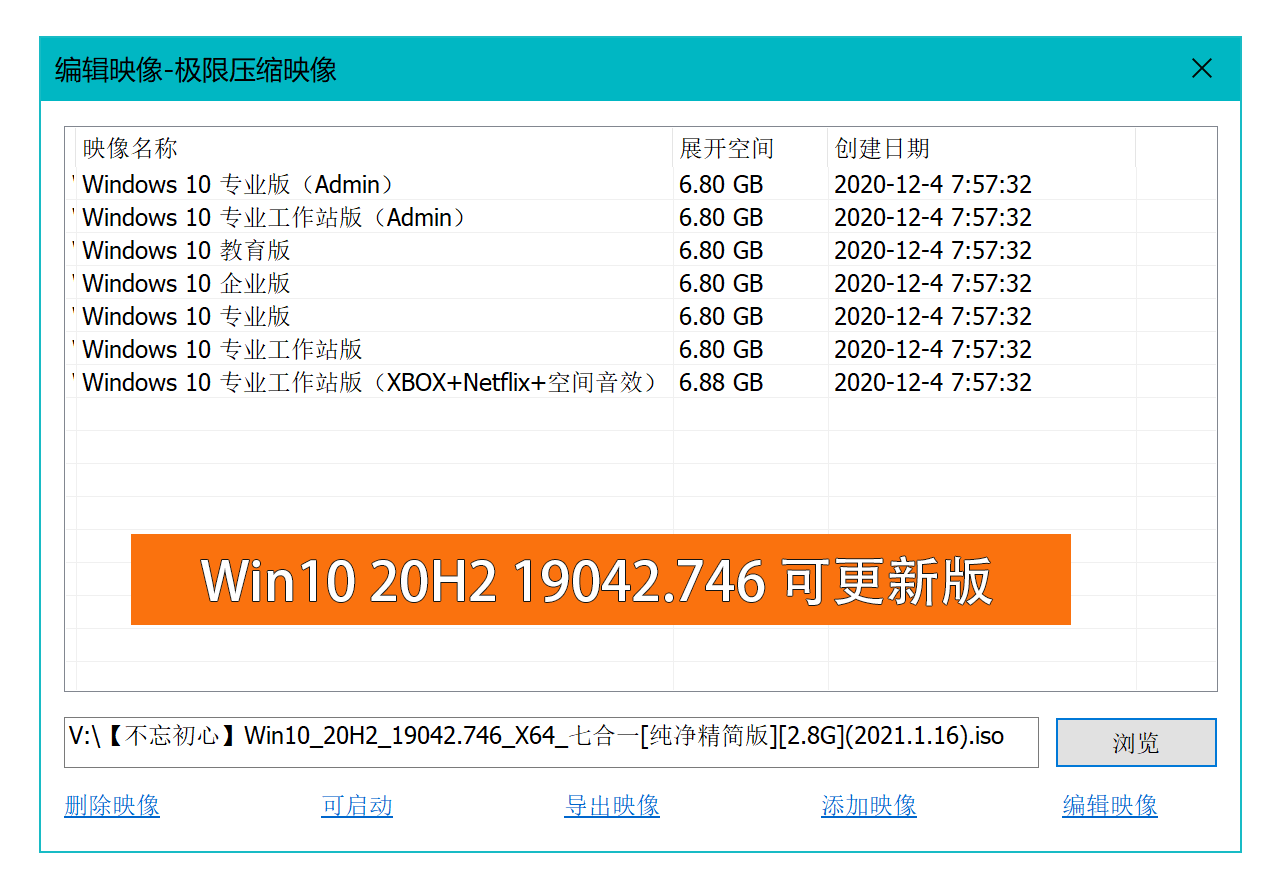 编辑映像-极限压缩映像
映像名称 展开空间 创建日期
Windows 10 专业版（Admin） 6.80 GB 2020-12-4 7:57:32
Windows 10 专业工作站版（Admin） 6.80 GB 2020-12-4 7:57:32
Windows 10 教育版 6.80 GB 2020-12-4 7:57:32
Windows 10 企业版 6.80 GB 2020-12-4 7:57:32
Windows 10 专业版 6.80 GB 2020-12-4 7:57:32
Windows 10 专业工作站版 6.80 GB 2020-12-4 7:57:32
Windows 10 专业工作站版（XBOX+Netflix+空间音效） 6.88 GB 2020-12-4 7:57:32
Win10 20H2 19042.746 可更新版
V:\【不忘初心】Win10_20H2_19042.746_X64_七合一[纯净精简版][2.8G](2021.1.16).iso 浏览
删除映像 可启动 导出映像 添加映像 编辑映像